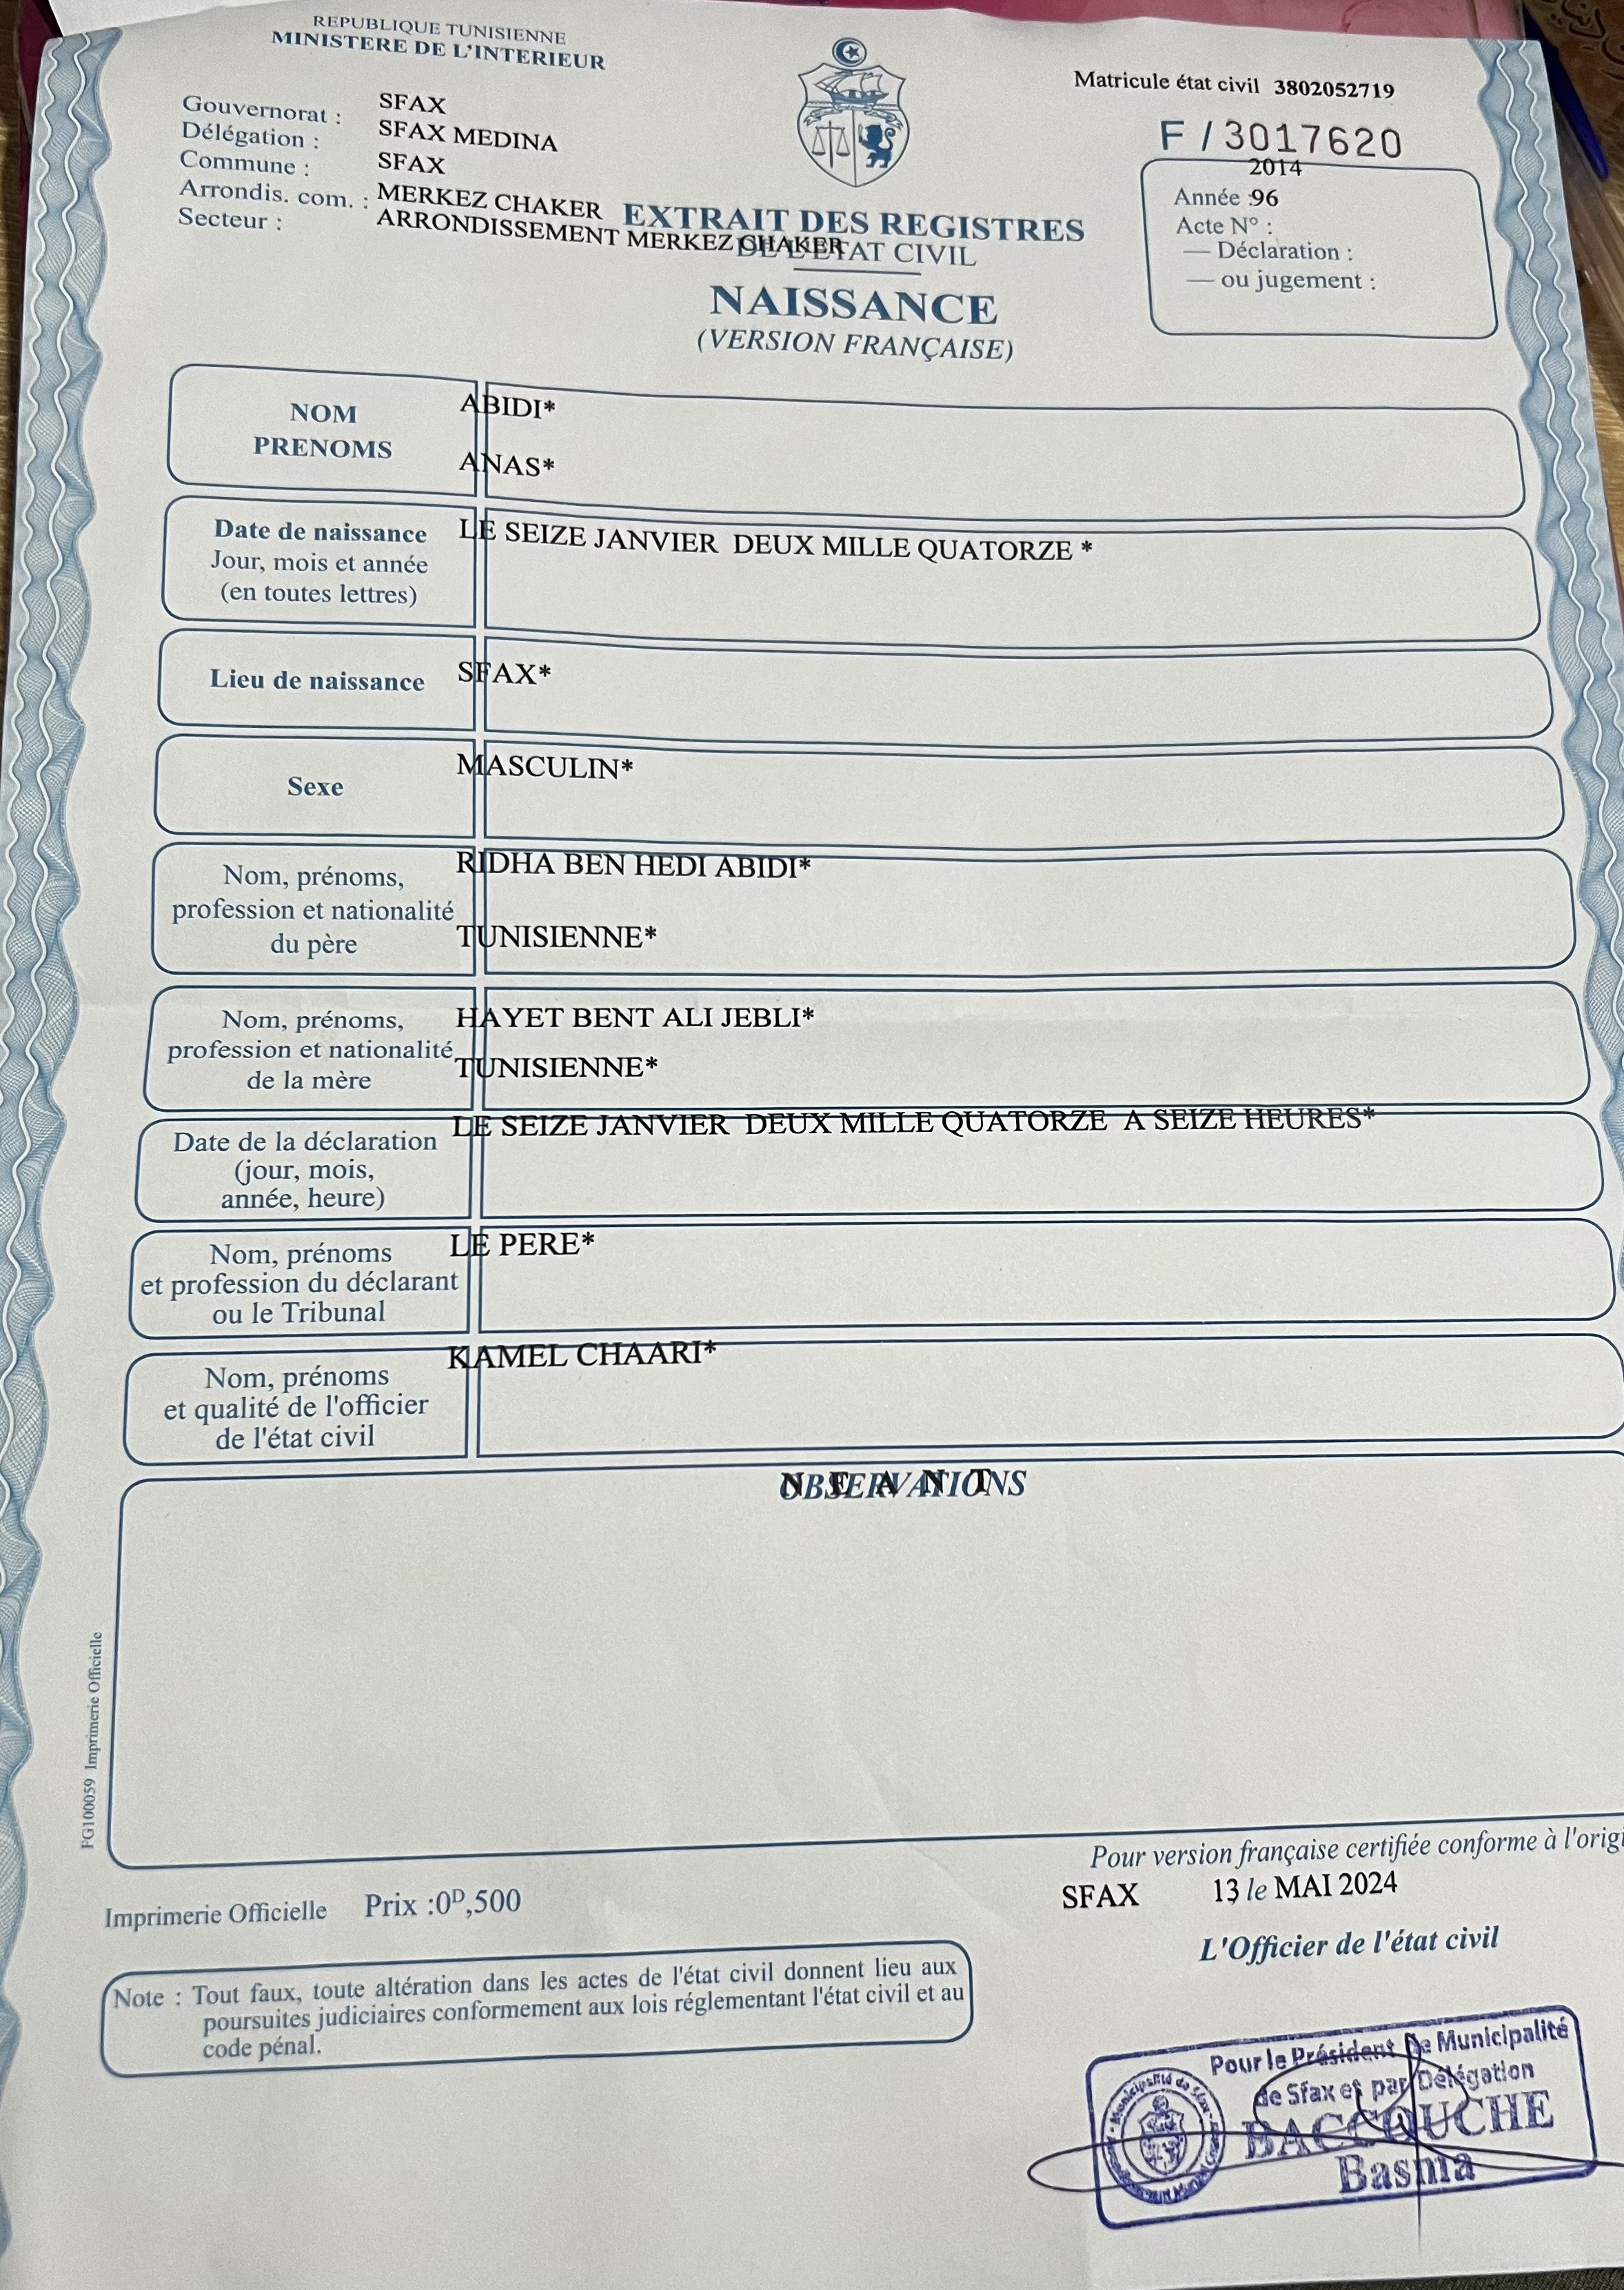 REPUBLIQUE TUNISIENNE
MINISTERE DE L'INTERIEUR
Gouvernorat : SFAX
Délégation : SFAX MEDINA
Commune : SFAX
Arrondis. com. : MERKEZ CHAKER
Secteur : ARRONDISSEMENT MERKEZ CHAKER
Matricule état civil 3802052719
F / 3017620
2014
Année :96
Acte N° :
— Déclaration :
— ou jugement :
EXTRAIT DES REGISTRES
DE L'ETAT CIVIL
NAISSANCE
(VERSION FRANÇAISE)
NOM
PRENOMS
ABIDI*
ANAS*
Date de naissance
Jour, mois et année
(en toutes lettres)
LE SEIZE JANVIER DEUX MILLE QUATORZE *
Lieu de naissance
SFAX*
Sexe
MASCULIN*
Nom, prénoms,
profession et nationalité
du père
RIDHA BEN HEDI ABIDI*
TUNISIENNE*
Nom, prénoms,
profession et nationalité
de la mère
HAYET BENT ALI JEBLI*
TUNISIENNE*
Date de la déclaration
(jour, mois,
année, heure)
LE SEIZE JANVIER DEUX MILLE QUATORZE A SEIZE HEURES*
Nom, prénoms
et profession du déclarant
ou le Tribunal
LE PERE*
Nom, prénoms
et qualité de l'officier
de l'état civil
KAMEL CHAARI*
OBSERVATIONS
N E A N T
FG100059 Imprimerie Officielle
Pour version française certifiée conforme à l'origi
SFAX 13 le MAI 2024
L'Officier de l'état civil
Imprimerie Officielle Prix :0D,500
Note : Tout faux, toute altération dans les actes de l'état civil donnent lieu aux
poursuites judiciaires conformement aux lois réglementant l'état civil et au
code pénal.
Pour le Président De Municipalité
de Sfax et par Délégation
BACCOUCHE
Basma
Municipalité de Sfax